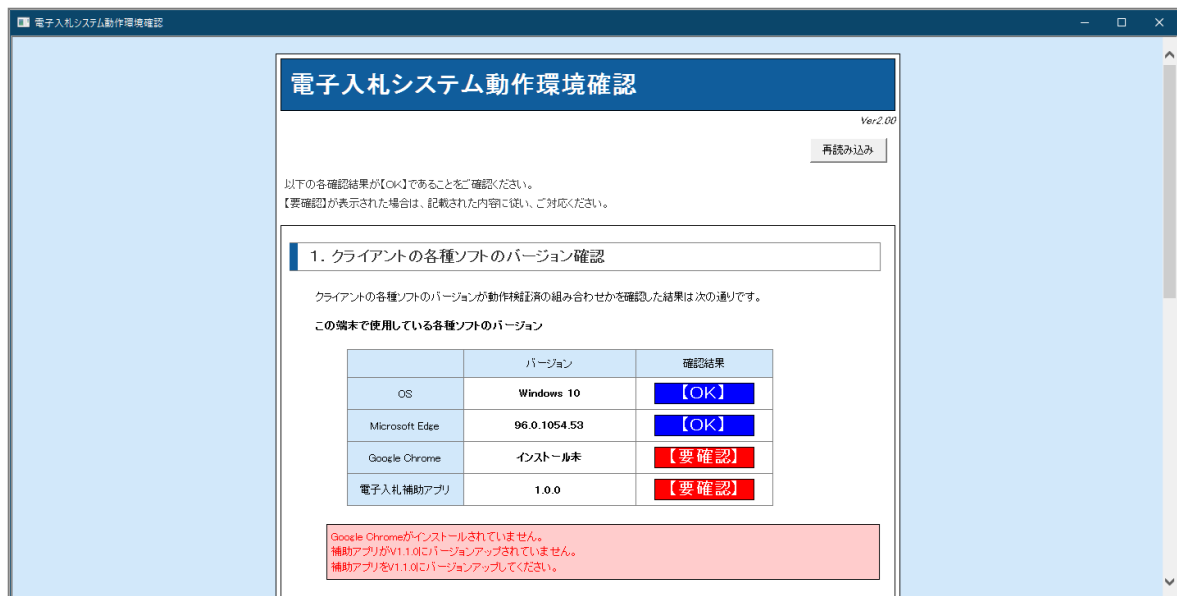 電子入札システム動作環境確認
電子入札システム動作環境確認
Ver2.00
再読み込み
以下の各確認結果が【OK】であることをご確認ください。
【要確認】が表示された場合は、記載された内容に従い、ご対応ください。
1. クライアントの各種ソフトのバージョン確認
クライアントの各種ソフトのバージョンが動作検証済の組み合わせかを確認した結果は次の通りです。
この端末で使用している各種ソフトのバージョン
バージョン 確認結果
OS Windows 10 【OK】
Microsoft Edge 96.0.1054.53 【OK】
Google Chrome インストール未 【要確認】
電子入札補助アプリ 1.0.0 【要確認】
Google Chromeがインストールされていません。
補助アプリがV1.1.0にバージョンアップされていません。
補助アプリをV1.1.0にバージョンアップしてください。